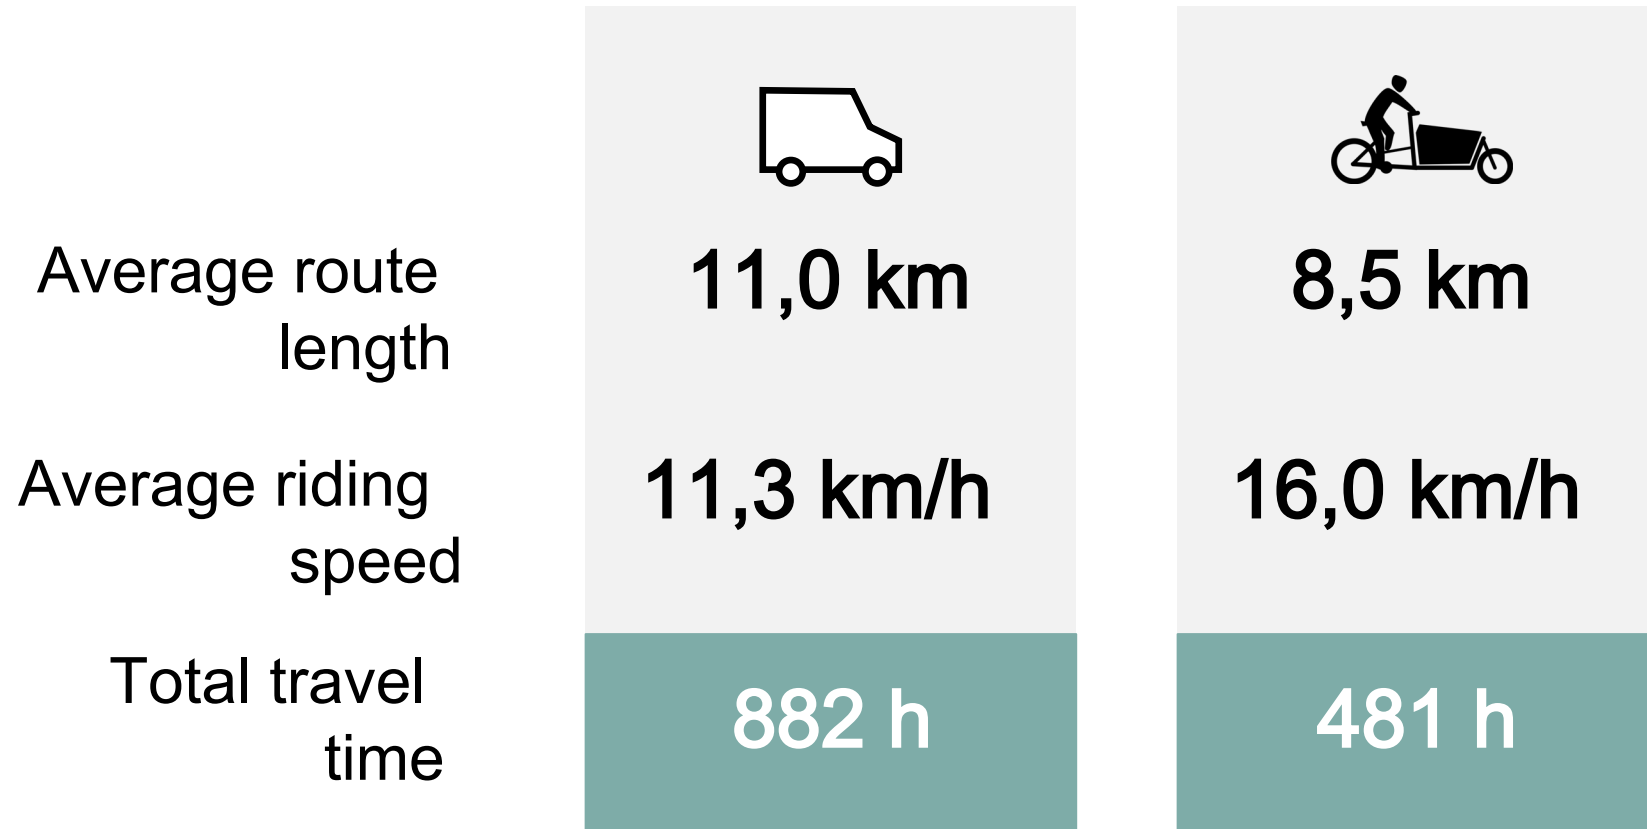 Average route
length
11,0 km
8,5 km
Average riding
speed
11,3 km/h
16,0 km/h
Total travel
time
882 h
481 h